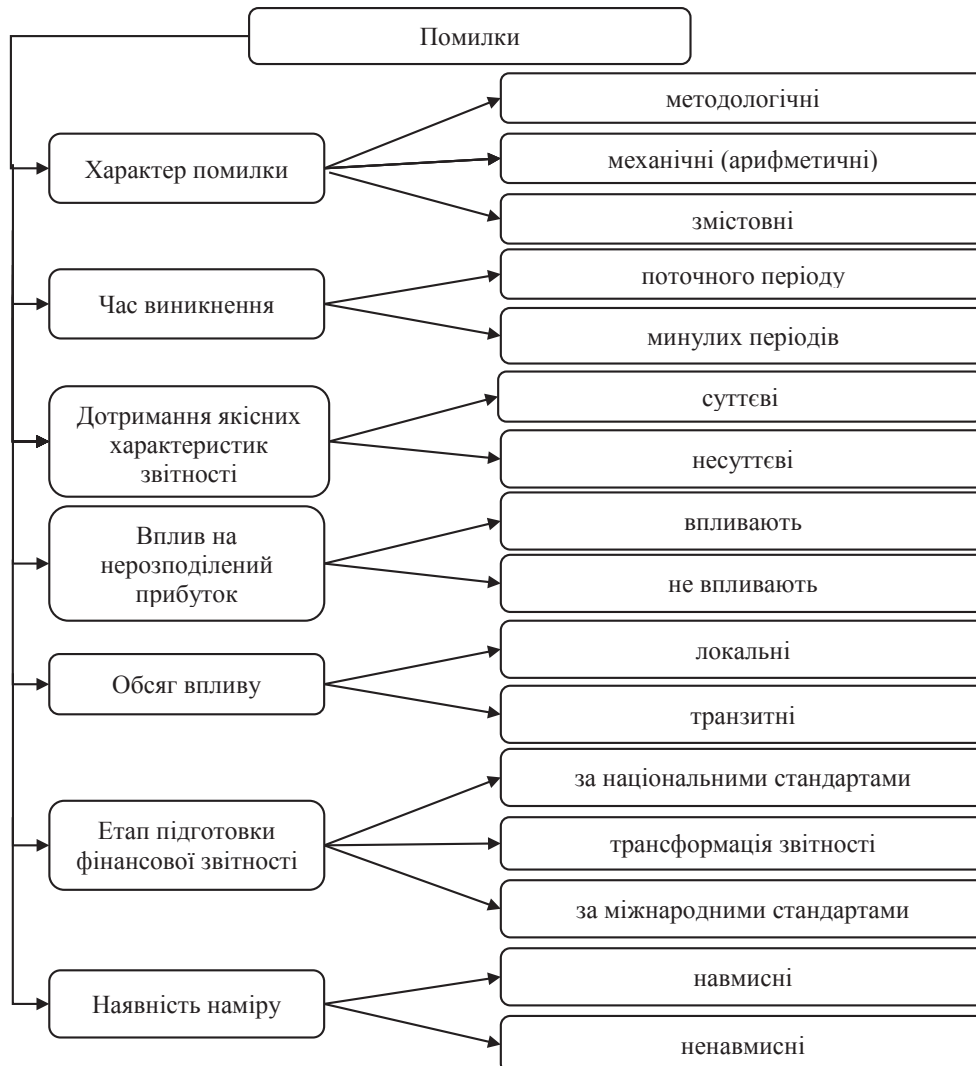 Помилки
Характер помилки
методологічні
механічні (арифметичні)
змістовні
Час виникнення
поточного періоду
минулих періодів
Дотримання якісних
характеристик
звітності
суттєві
несуттєві
Вплив на
нерозподілений
прибуток
впливають
не впливають
Обсяг впливу
локальні
транзитні
Етап підготовки
фінансової звітності
за національними стандартами
трансформація звітності
за міжнародними стандартами
Наявність наміру
навмисні
ненавмисні